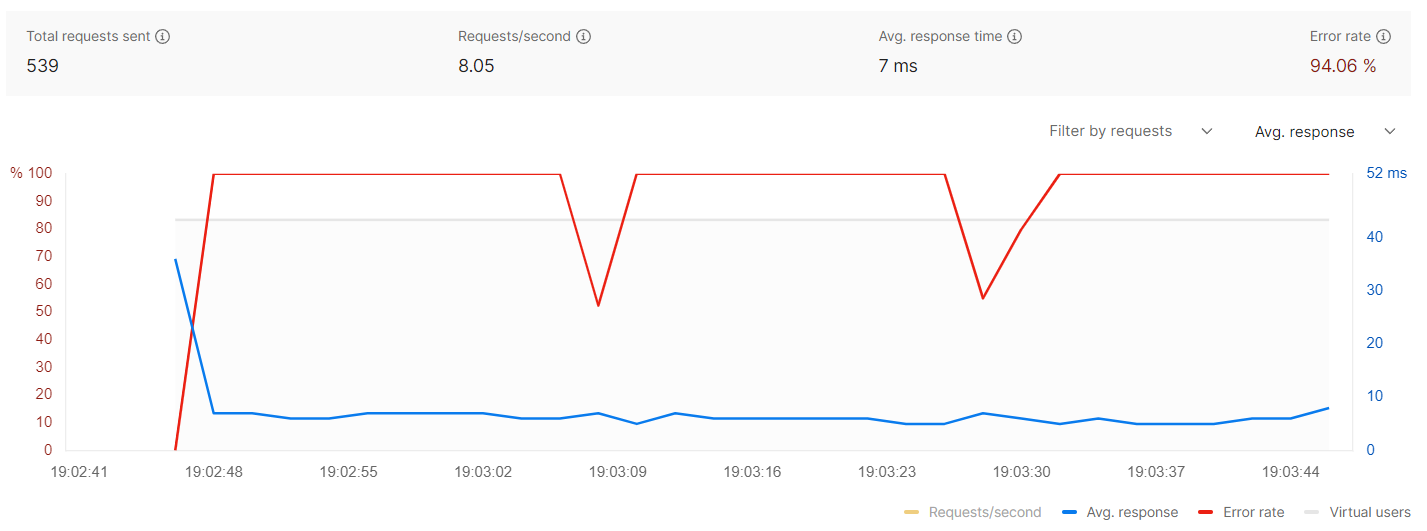 Total requests sent Requests/second Avg. response time Error rate
539 8.05 7 ms 94.06 %
Filter by requests Avg. response
% 100 52 ms
90
80
70
60
50
40
30
20
10
0
40
30
20
10
0
19:02:41 19:02:48 19:02:55 19:03:02 19:03:09 19:03:16 19:03:23 19:03:30 19:03:37 19:03:44
Requests/second Avg. response Error rate Virtual users